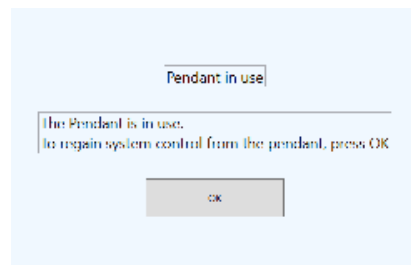 Pendant in use
The Pendant is in use.
To regain system control from the pendant, press OK
OK